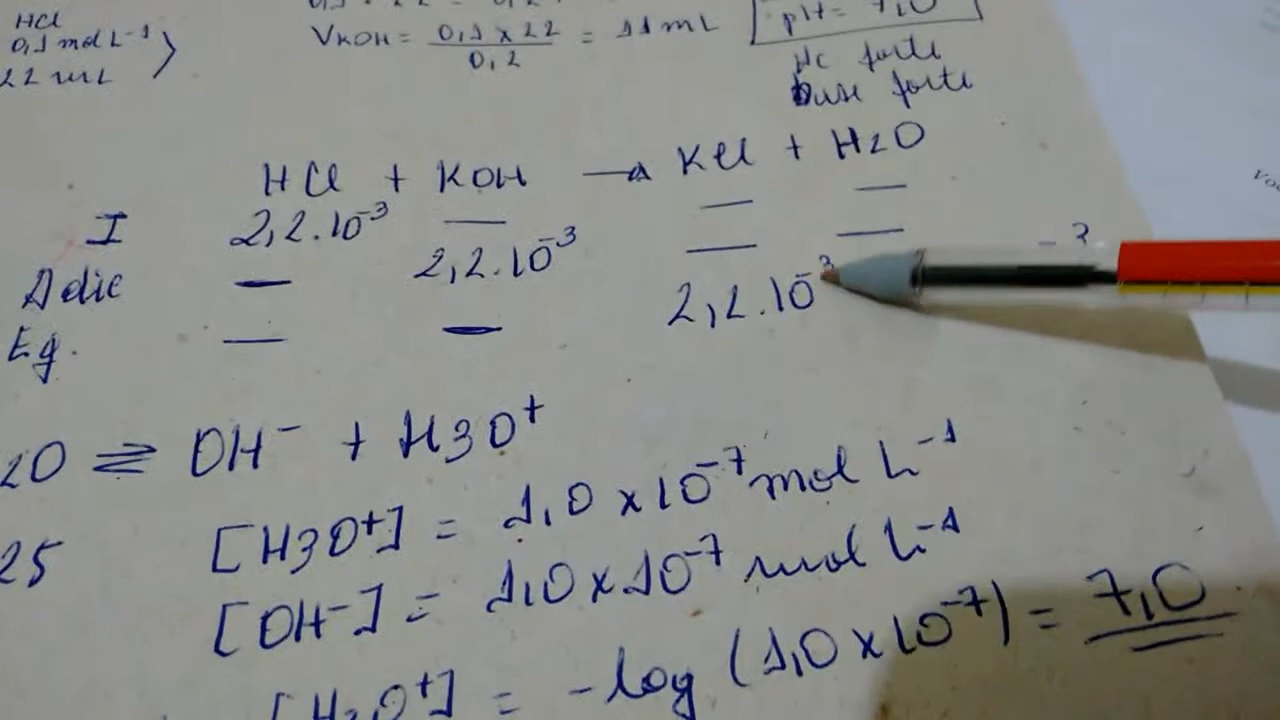 HCl
0,1 mol L⁻¹
22 mL
VKOH = 0,1 x 22 / 0,2 = 11 mL
pH = 7,0
Ác forte
base forte
HCl + KOH → KCl + H2O
I 2,2.10⁻³ — — —
Adic — 2,2.10⁻³ — —
Eq. — — 2,2.10⁻³
2O ⇌ OH⁻ + H3O⁺
25 [H3O⁺] = 1,0 x 10⁻⁷ mol L⁻¹
[OH⁻] = 1,0 x 10⁻⁷ mol L⁻¹
[H3O⁺] = -log (1,0 x 10⁻⁷) = 7,0